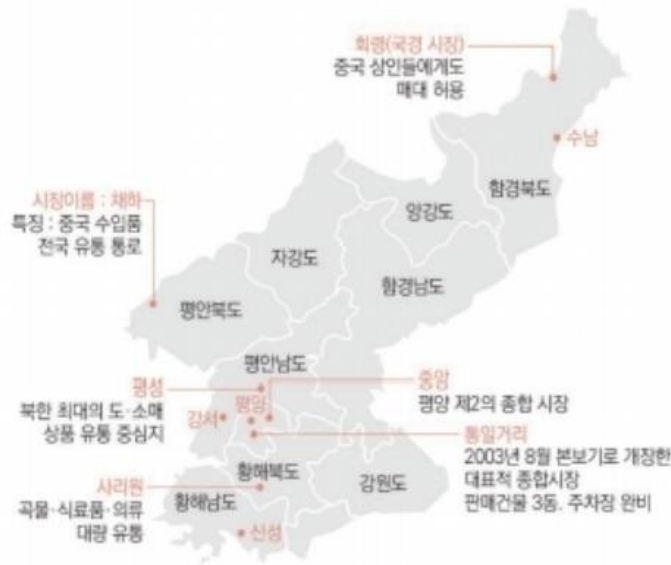 회령(국경 시장)
중국 상인들에게도
매대 허용
수남
함경북도
시장이름 : 채하
특징 : 중국 수입품
전국 유통 통로
양강도
자강도
함경남도
평안북도
평안남도
평성
북한 최대의 도·소매
상품 유통 중심지
강서
평양
중앙
평양 제2의 종합 시장
통일거리
2003년 8월 본보기로 개장한
대표적 종합시장
판매건물 3동, 주차장 완비
황해북도
사리원
곡물·식료품·의류
대량 유통
황해남도
강원도
신성